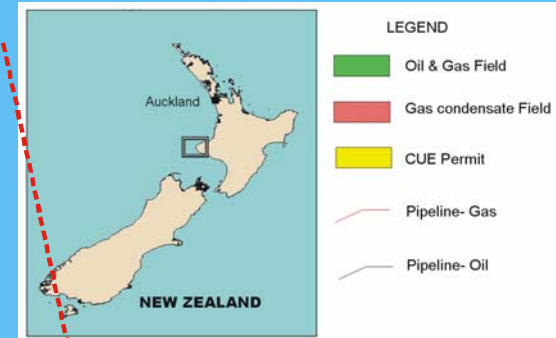 LEGEND
Oil & Gas Field
Auckland
Gas condensate Field
CUE Permit
Pipeline- Gas
Pipeline- Oil
NEW ZEALAND